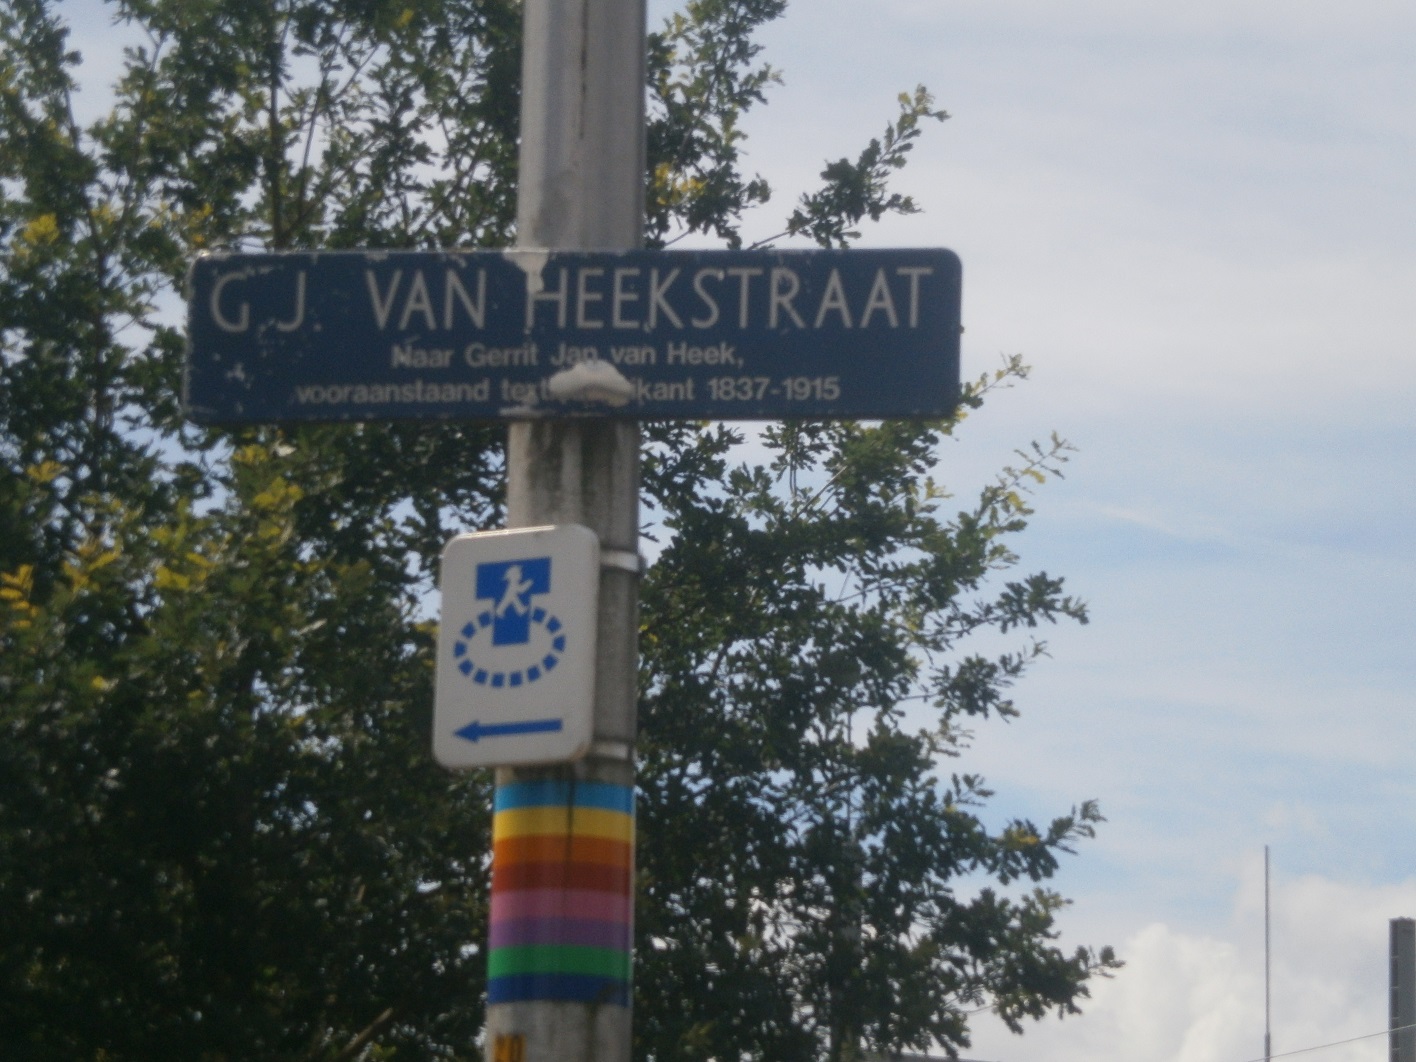 G.J. VAN HEEKSTRAAT
Naar Gerrit Jan van Heek,
vooraanstaand 1837-1915